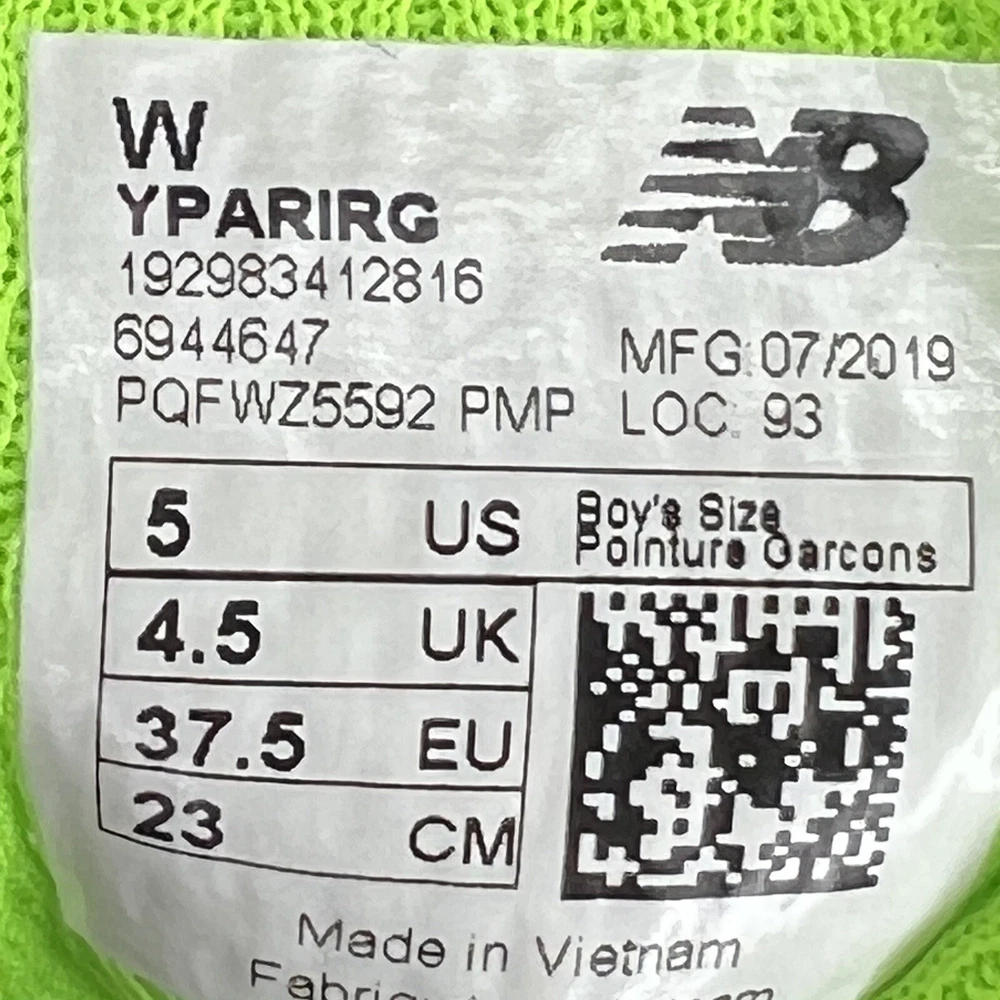 W
NB
YPARIRG
192983412816
6944647
MFG:07/2019
PQFWZ5592 PMP
LOC: 93
5 US
Boy's Size
Pointure Garcons
4.5 UK
37.5 EU
23 CM
Made in Vietnam